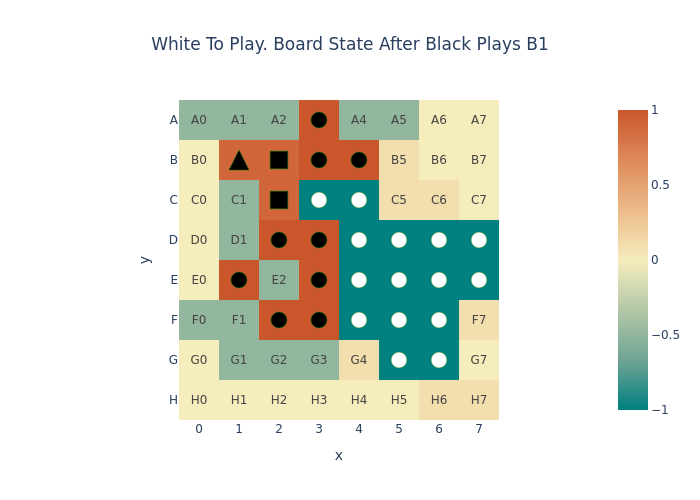 White To Play. Board State After Black Plays B1
A A0 A1 A2 A4 A5 A6 A7
B B0 B5 B6 B7
C C0 C1 C5 C6 C7
D D0 D1
E E0 E2
F F0 F1 F7
G G0 G1 G2 G3 G4 G7
H H0 H1 H2 H3 H4 H5 H6 H7
0 1 2 3 4 5 6 7
x
y
1
0.5
0
−0.5
−1